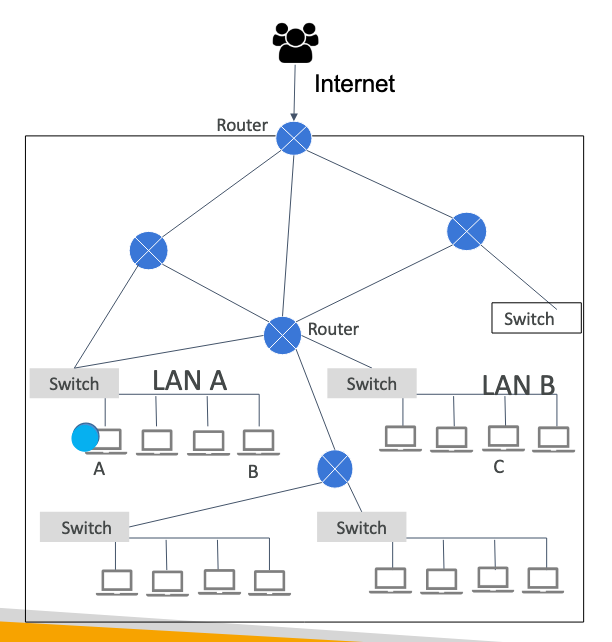 Internet
Router
Switch
Router
Switch
LAN A
Switch
LAN B
A
B
C
Switch
Switch